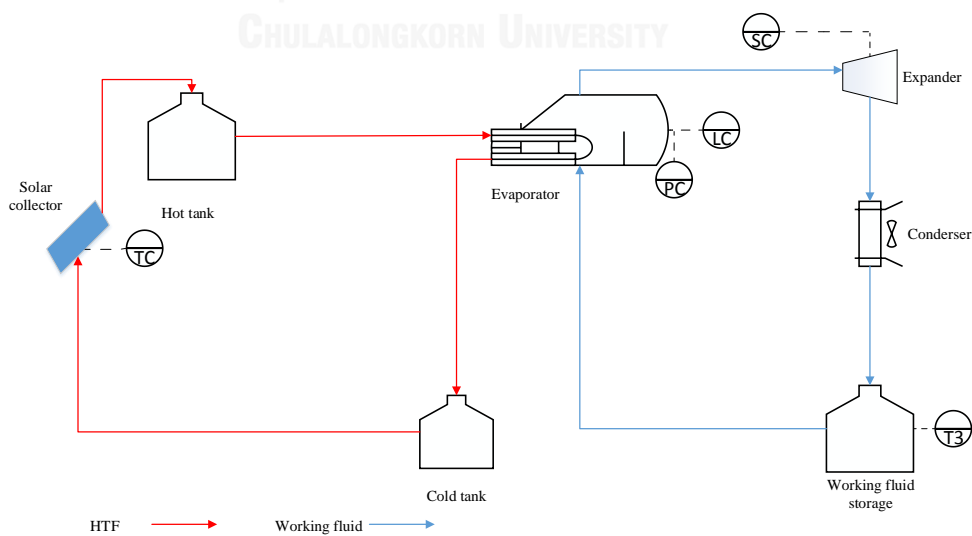 CHULALONGKORN UNIVERSITY
SC
Expander
LC
Evaporator
PC
Solar
collector
Hot tank
TC
Conderser
T3
Cold tank
Working fluid
storage
HTF
Working fluid